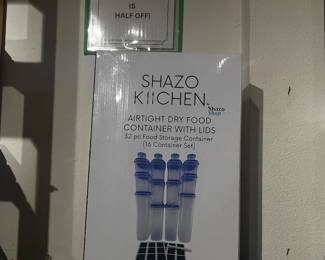 IS
HALF OFF!
SHAZO
KIICHEN
Shazo
Shop
AIRTIGHT DRY FOOD
CONTAINER WITH LIDS
32 pc Food Storage Container
(16 Container Set)